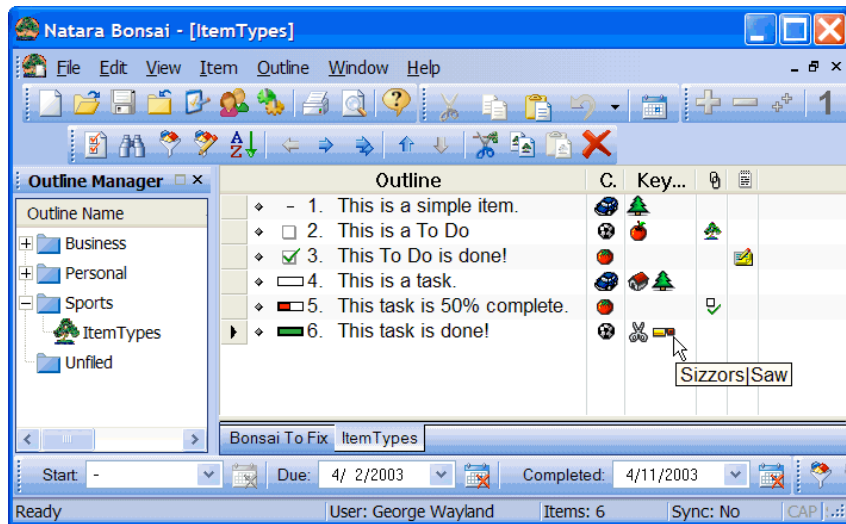 Natara Bonsai - [ItemTypes]
File Edit View Item Outline Window Help
1
Outline Manager
Outline Name
Business
Personal
Sports
ItemTypes
Unfiled
Outline C. Key...
- 1. This is a simple item.
2. This is a To Do
3. This To Do is done!
4. This is a task.
5. This task is 50% complete.
6. This task is done!
Sizzors|Saw
Bonsai To Fix ItemTypes
Start: - Due: 4/ 2/2003 Completed: 4/11/2003
Ready User: George Wayland Items: 6 Sync: No CAP